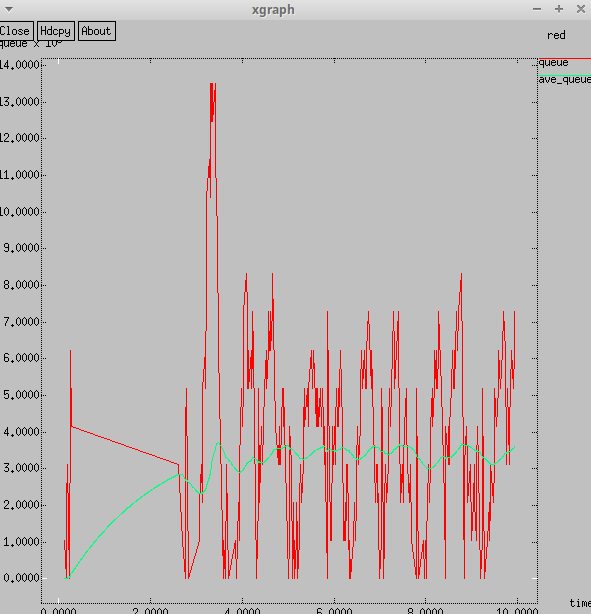 xgraph
Close Hdcpy About
queue x 10
red
queue
ave_queue
14.0000
13.0000
12.0000
11.0000
10.0000
9.0000
8.0000
7.0000
6.0000
5.0000
4.0000
3.0000
2.0000
1.0000
0.0000
0.0000 2.0000 4.0000 6.0000 8.0000 10.0000
time